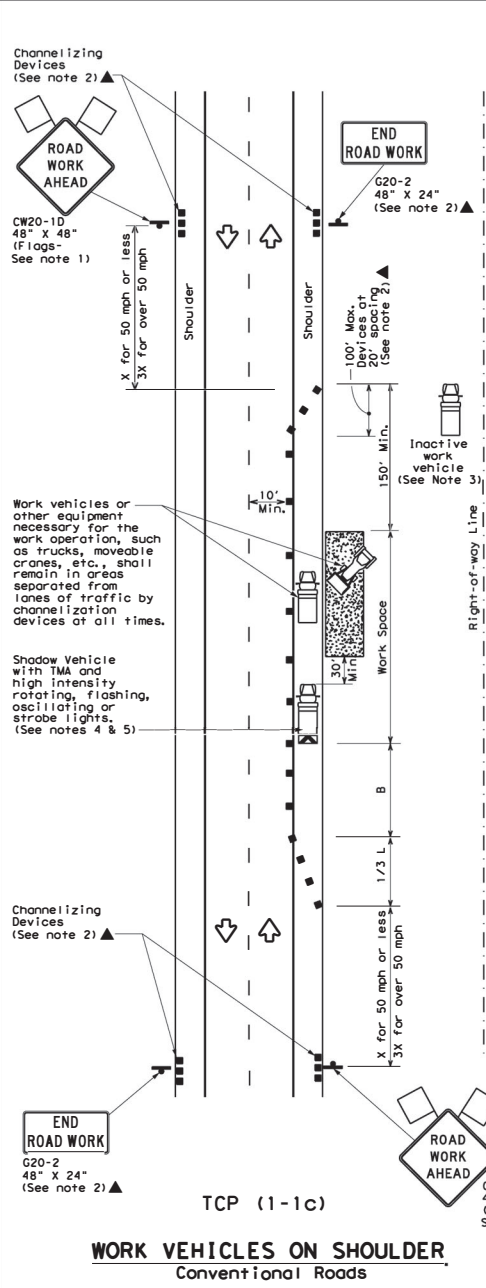 Channelizing
Devices
(See note 2)▲
ROAD
WORK
AHEAD
CW20-1D
48" X 48"
(Flags-
See note 1)
END
ROAD WORK
G20-2
48" X 24"
(See note 2)▲
X for 50 mph or less
3X for over 50 mph
Shoulder
Shoulder
100' Max.
Devices at
20' spacing
(See note 2)▲
150' Min.
Inactive
work
vehicle
(See Note 3)
10'
Min.
Work vehicles or
other equipment
necessary for the
work operation, such
as trucks, moveable
cranes, etc., shall
remain in areas
separated from
lanes of traffic by
channelization
devices at all times.
Work Space
Right-of-way Line
30'
Min
Shadow Vehicle
with TMA and
high intensity
rotating, flashing,
oscillating or
strobe lights.
(See notes 4 & 5)
B
1/3 L
Channelizing
Devices
(See note 2)▲
X for 50 mph or less
3X for over 50 mph
END
ROAD WORK
G20-2
48" X 24"
(See note 2)▲
ROAD
WORK
AHEAD
TCP (1-1c)
WORK VEHICLES ON SHOULDER
Conventional Roads